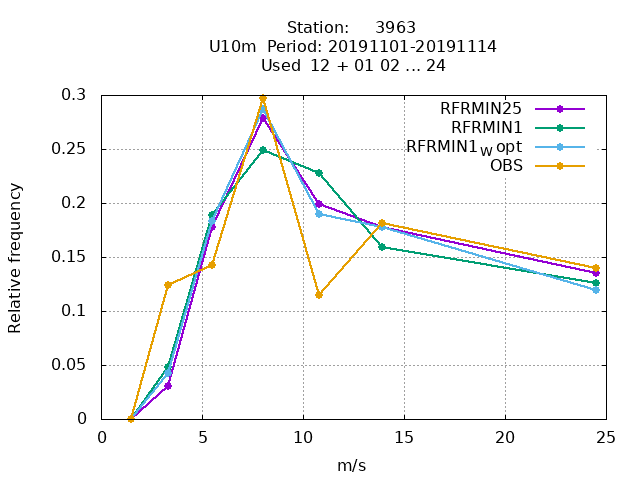 Station: 3963
U10m Period: 20191101-20191114
Used 12 + 01 02 ... 24
RFRMIN25
RFRMIN1
RFRMIN1W opt
OBS
Relative frequency
0.3
0.25
0.2
0.15
0.1
0.05
0
0 5 10 15 20 25
m/s